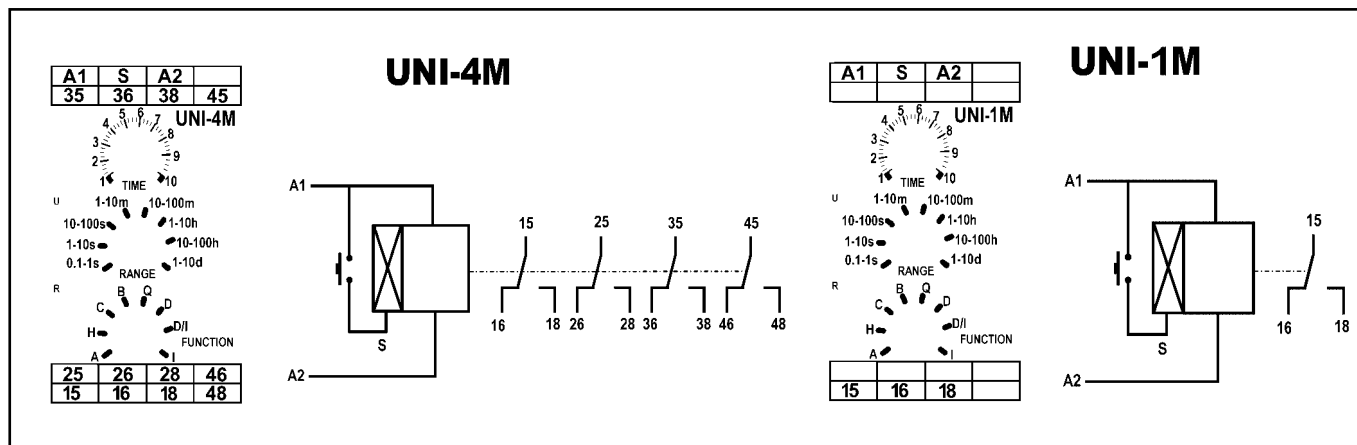 UNI-4M
A1 S A2
35 36 38 45
UNI-4M
1 2 3 4 5 6 7 8 9 10
TIME
U
1-10m 10-100m
10-100s 1-10h
1-10s 10-100h
0.1-1s 1-10d
RANGE
R
B Q
C D
H D/I
FUNCTION
A I
25 26 28 46
15 16 18 48
A1
15 25 35 45
16 18 26 28 36 38 46 48
S
A2
UNI-1M
A1 S A2
UNI-1M
1 2 3 4 5 6 7 8 9 10
TIME
U
1-10m 10-100m
10-100s 1-10h
1-10s 10-100h
0.1-1s 1-10d
RANGE
R
B Q
C D
H D/I
FUNCTION
A I
15 16 18
A1
15
16 18
S
A2